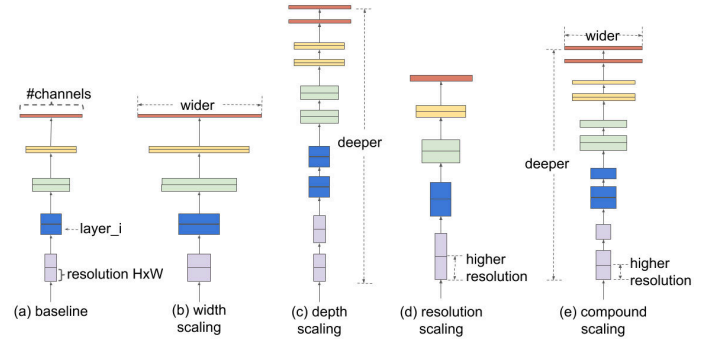 #channels
layer_i
resolution HxW
(a) baseline
wider
(b) width
scaling
deeper
(c) depth
scaling
higher
resolution
(d) resolution
scaling
wider
deeper
higher
resolution
(e) compound
scaling